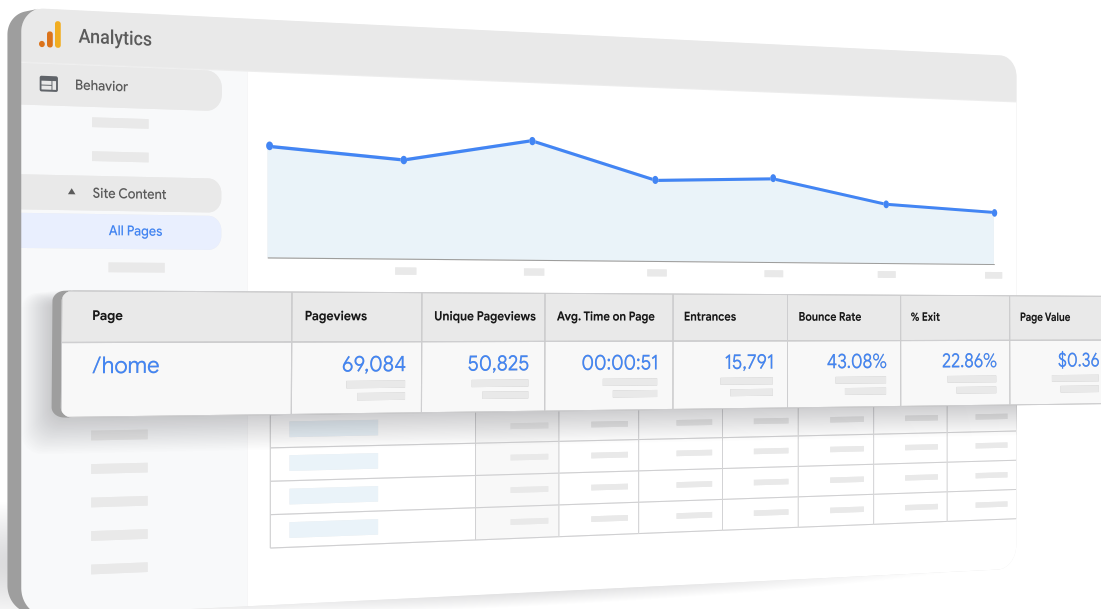 Analytics
Behavior
Site Content
All Pages
Page Pageviews Unique Pageviews Avg. Time on Page Entrances Bounce Rate % Exit Page Value
/home 69,084 50,825 00:00:51 15,791 43.08% 22.86% $0.36